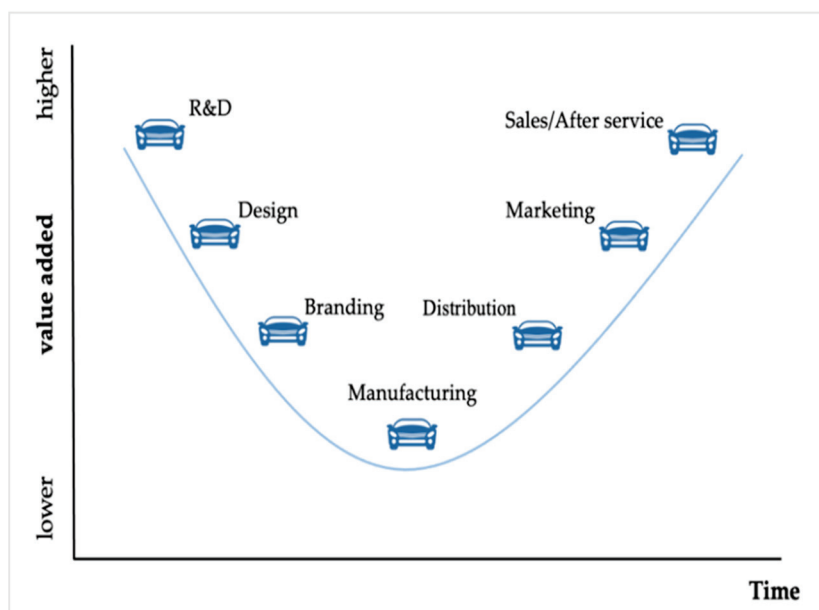 higher
R&D
Sales/After service
Design
Marketing
value added
Branding
Distribution
Manufacturing
lower
Time